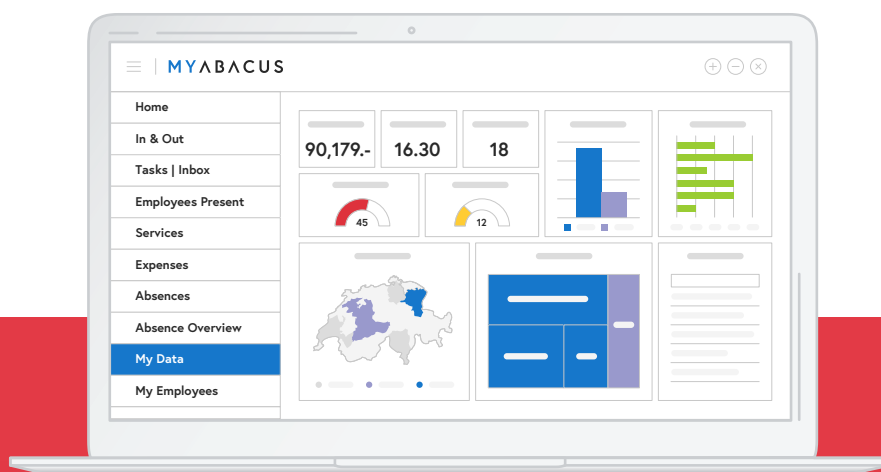 MYABACUS
Home
In & Out
Tasks | Inbox
Employees Present
Services
Expenses
Absences
Absence Overview
My Data
My Employees
90,179.-
16.30
18
45
12